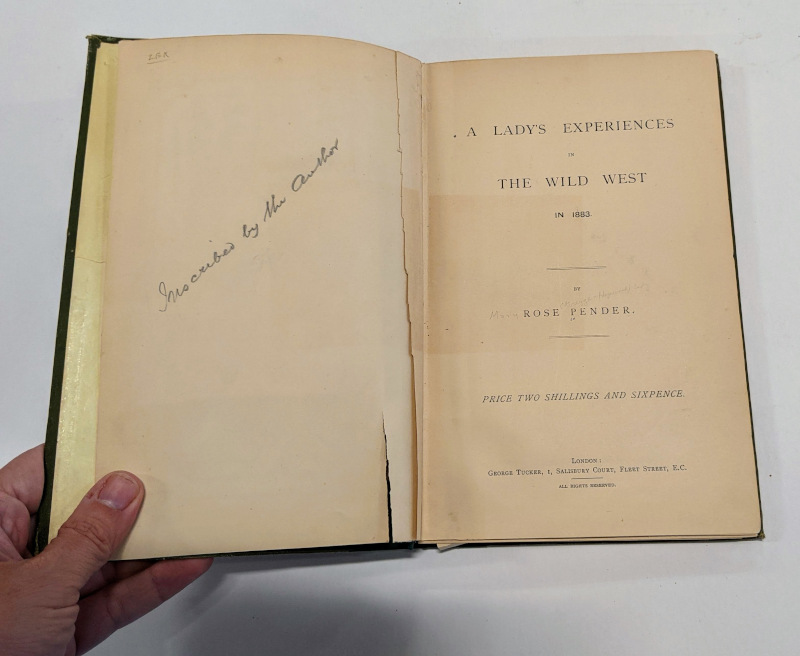 Inscribed by the author
A LADY'S EXPERIENCES
IN
THE WILD WEST
IN 1883.
BY
ROSE PENDER.
PRICE TWO SHILLINGS AND SIXPENCE.
LONDON:
GEORGE TUCKER, 1, SALISBURY COURT, FLEET STREET, E.C.
ALL RIGHTS RESERVED.